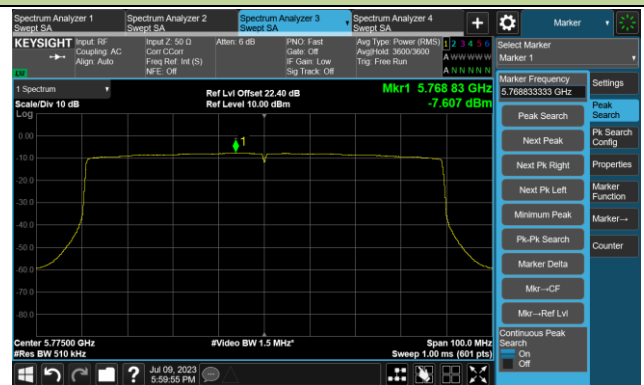 Spectrum Analyzer 1
Swept SA
Spectrum Analyzer 2
Swept SA
Spectrum Analyzer 3
Swept SA
Spectrum Analyzer 4
Swept SA
Marker
KEYSIGHT
Input: RF
Coupling: AC
Align: Auto
Input Z: 50 Ω
Corr CCorr
Freq Ref: Int (S)
NFE: Off
Atten: 6 dB
PNO: Fast
Gate: Off
IF Gain: Low
Sig Track: Off
Avg Type: Power (RMS)
Avg|Hold: 3600/3600
Trig: Free Run
1 2 3 4 5 6
A W W W W W
A N N N N N
LXI
Select Marker
Marker 1
1 Spectrum
Scale/Div 10 dB
Log
Ref Lvl Offset 22.40 dB
Ref Level 10.00 dBm
Mkr1 5.768 83 GHz
-7.607 dBm
Marker Frequency
5.768833333 GHz
Settings
Peak Search
Peak
Search
Next Peak
Pk Search
Config
Next Pk Right
Properties
Next Pk Left
Marker
Function
Minimum Peak
Marker→
Pk-Pk Search
Counter
Marker Delta
Mkr→CF
Mkr→Ref Lvl
Continuous Peak
Search
On
Off
1
0.00
-10.0
-20.0
-30.0
-40.0
-50.0
-60.0
-70.0
-80.0
Center 5.77500 GHz
#Res BW 510 kHz
#Video BW 1.5 MHz*
Span 100.0 MHz
Sweep 1.00 ms (601 pts)
?
Jul 09, 2023
5:59:55 PM